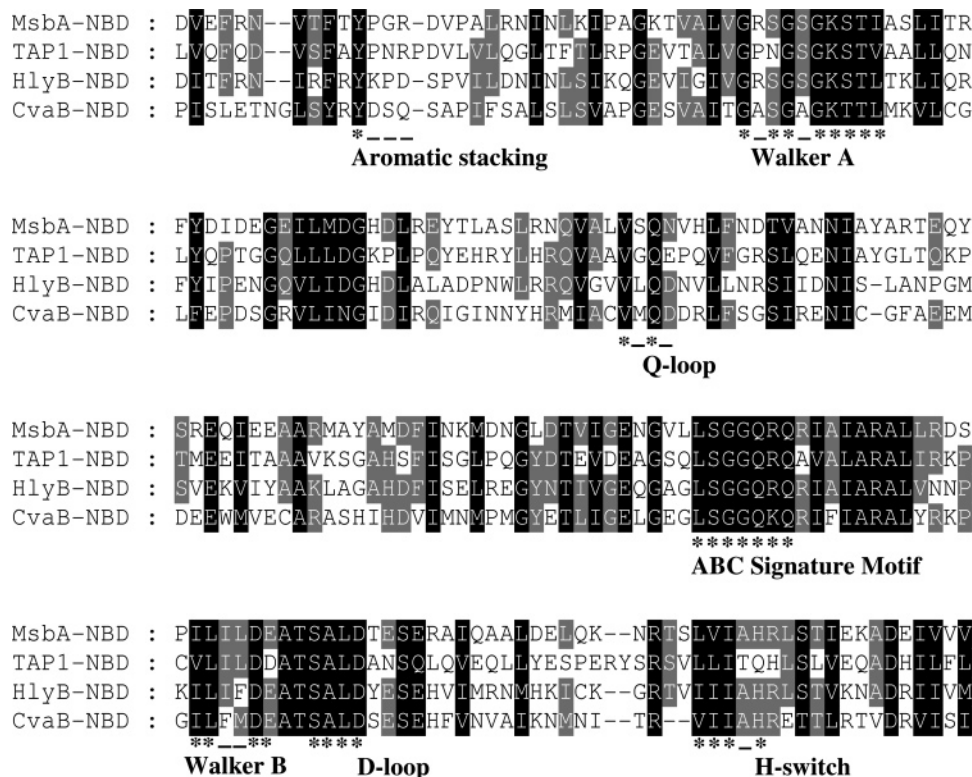 MsbA-NBD : DVEFRN--VTFTYPGR-DVPALRNINLKIPAGKTVALVGRSGSGKSTIASLITR
TAP1-NBD : LVQFQD--VSFAYPNRPDVLVLQGLTFTLRPGEVTALVGPNGSGKSTVAALLQN
HlyB-NBD : DITFRN--IRFRYKPD-SPVILDNINLSIKQGEVIGIVGRSGSGKSTLTKLIQR
CvaB-NBD : PISLETNGLSYRYDSQ-SAPIFSALSLSVAPGESVAITGASGAGKTTLMKVLCG
*_ _ _ *_**_*****
Aromatic stacking Walker A
MsbA-NBD : FYDIDEGEILMDGHDLREYTLASLRNQVALVSQNVHLFNDTVANNIAYARTEQY
TAP1-NBD : LYQPTGGQLLLDGKPLPQYEHRYLHRQVAAVGQEPQVFGRSLQENIAYGLTQKP
HlyB-NBD : FYIPENGQVLIDGHDLALADPNWLRRQVGVVLQDNVLLNRSIIDNIS-LANPGM
CvaB-NBD : LFEPDSGRVLINGIDIRQIGINNYHRMIACVMQDDRLFSGSIRENIC-GFAEEM
*_*_
Q-loop
MsbA-NBD : SREQIEEAARMAYAMDFINKMDNGLDTVIGENGVLLSGGQRQRIAIARALLRDS
TAP1-NBD : TMEEITAAAVKSGAHSFISGLPQGYDTEVDEAGSQLSGGQRQAVALARALIRKP
HlyB-NBD : SVEKVIYAAKLAGAHDFISELREGYNTIVGEQGAGLSGGQRQRIAIARALVNNP
CvaB-NBD : DEEWMVECARASHIHDVIMNMPMGYETLIGELGEGLSGGQKQRIFIARALYRKP
*******
ABC Signature Motif
MsbA-NBD : PILILDEATSALDTESERAIQAALDELQK--NRTSLVIAHRLSTIEKADEIVVV
TAP1-NBD : CVLILDDATSALDANSQLQVEQLLYESPERYSRSVLLITQHLSLVEQADHILFL
HlyB-NBD : KILIFDEATSALDYESEHVIMRNMHKICK--GRTVIIIAHRLSTVKNADRIIVM
CvaB-NBD : GILFMDEATSALDSESEHFVNVAIKNMNI--TR--VIIAHRETTLRTVDRVISI
**_ _** **** ***_*
Walker B D-loop H-switch